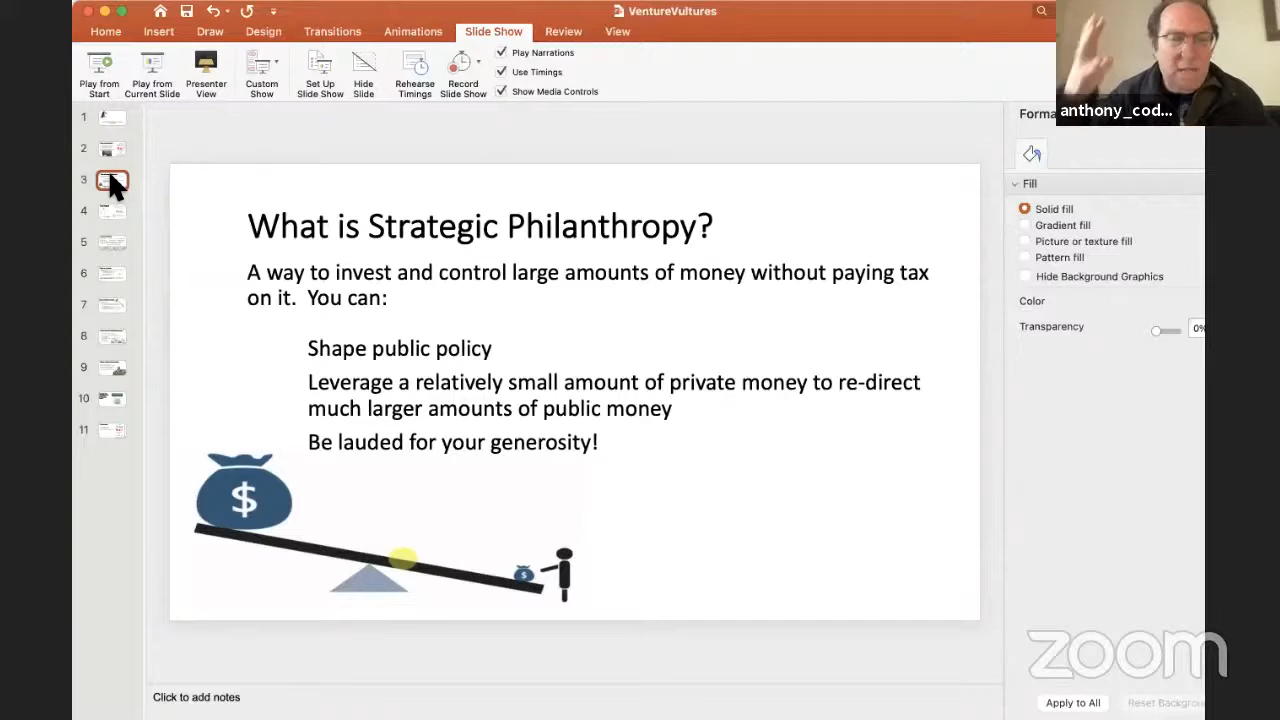 VentureVultures
Home
Insert
Draw
Design
Transitions
Animations
Slide Show
Review
View
Play from
Start
Play from
Current Slide
Presenter
View
Custom
Show
Set Up
Slide Show
Hide
Slide
Rehearse
Timings
Record
Slide Show
Play Narrations
Use Timings
Show Media Controls
anthony_cod...
1
2
3
4
5
6
7
8
9
10
11
What is Strategic Philanthropy?
A way to invest and control large amounts of money without paying tax
on it. You can:
Shape public policy
Leverage a relatively small amount of private money to re-direct
much larger amounts of public money
Be lauded for your generosity!
$
$
Forma
Fill
Solid fill
Gradient fill
Picture or texture fill
Pattern fill
Hide Background Graphics
Color
Transparency
0%
Click to add notes
Apply to All
Reset Backgrou
zoom